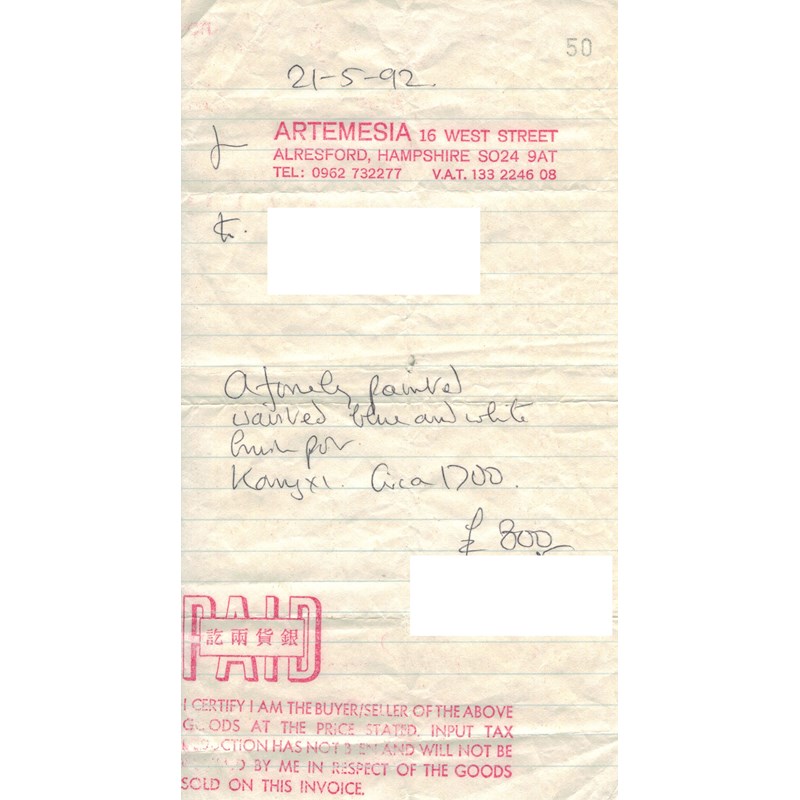 50
21-5-92.
ARTEMESIA 16 WEST STREET
ALRESFORD, HAMPSHIRE SO24 9AT
TEL: 0962 732277 V.A.T. 133 2246 08
A finely painted
waisted blue and white
brush pot.
Kangxi. Circa 1700.
£ 800
PAID
銀貨兩訖
I CERTIFY I AM THE BUYER/SELLER OF THE ABOVE
GOODS AT THE PRICE STATED, INPUT TAX
DEDUCTION HAS NOT BEEN AND WILL NOT BE
BY ME IN RESPECT OF THE GOODS
SOLD ON THIS INVOICE.